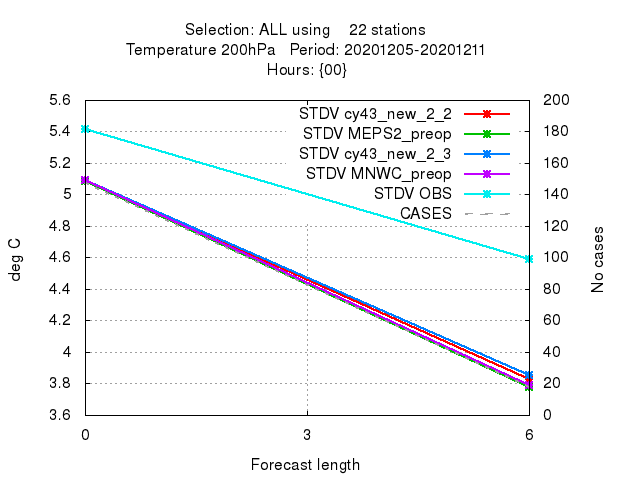 Selection: ALL using 22 stations
Temperature 200hPa Period: 20201205-20201211
Hours: {00}
STDV cy43_new_2_2
STDV MEPS2_preop
STDV cy43_new_2_3
STDV MNWC_preop
STDV OBS
CASES
5.6
5.4
5.2
5
4.8
4.6
4.4
4.2
4
3.8
3.6
200
180
160
140
120
100
80
60
40
20
0
deg C
No cases
0
3
6
Forecast length